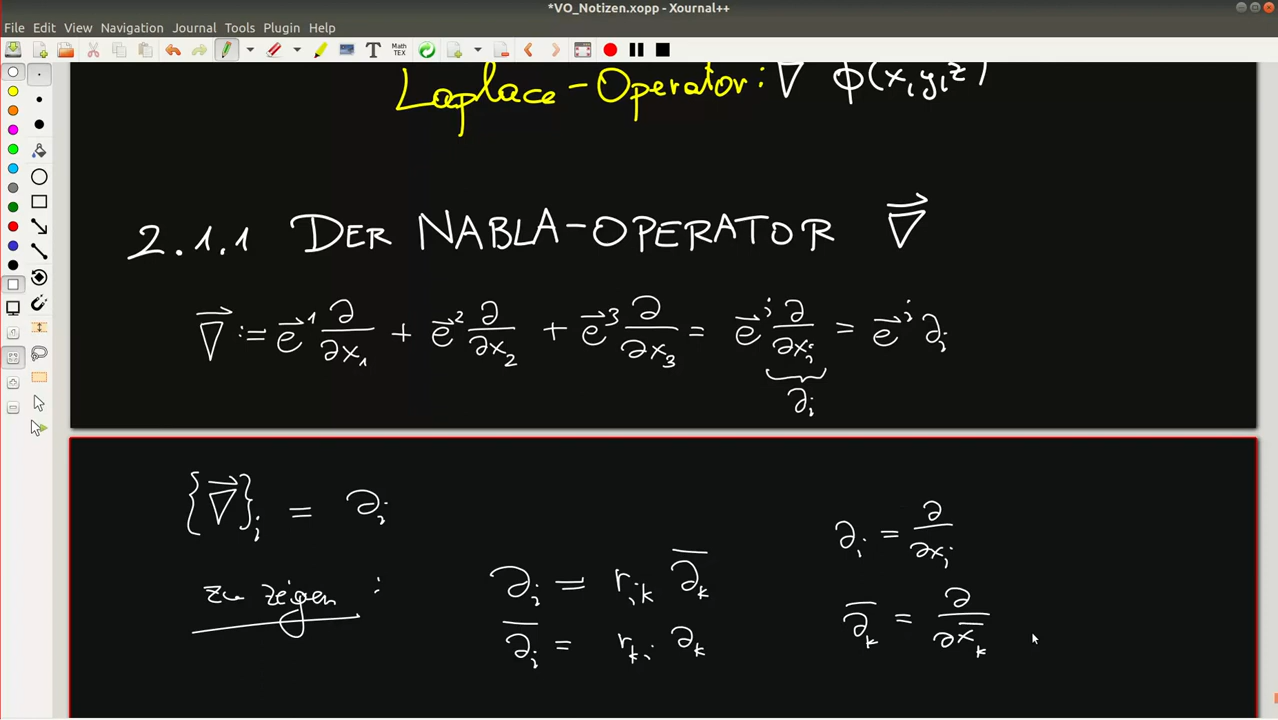 *VO_Notizen.xopp - Xournal++
File Edit View Navigation Journal Tools Plugin Help
Laplace-Operator: ∇ ϕ(x,y,z)
2.1.1 DER NABLA-OPERATOR ∇⃗
∇⃗ := e⃗¹ ∂/∂x₁ + e⃗² ∂/∂x₂ + e⃗³ ∂/∂x₃ = e⃗ⁱ ∂/∂xᵢ = e⃗ⁱ ∂ᵢ
∂ᵢ
{∇⃗}ᵢ = ∂ᵢ
∂ᵢ = ∂/∂xᵢ
zu zeigen :
∂ᵢ = rᵢₖ ∂̅ₖ
∂̅ᵢ = rₖᵢ ∂ₖ
∂̅ₖ = ∂/∂x̅ₖ